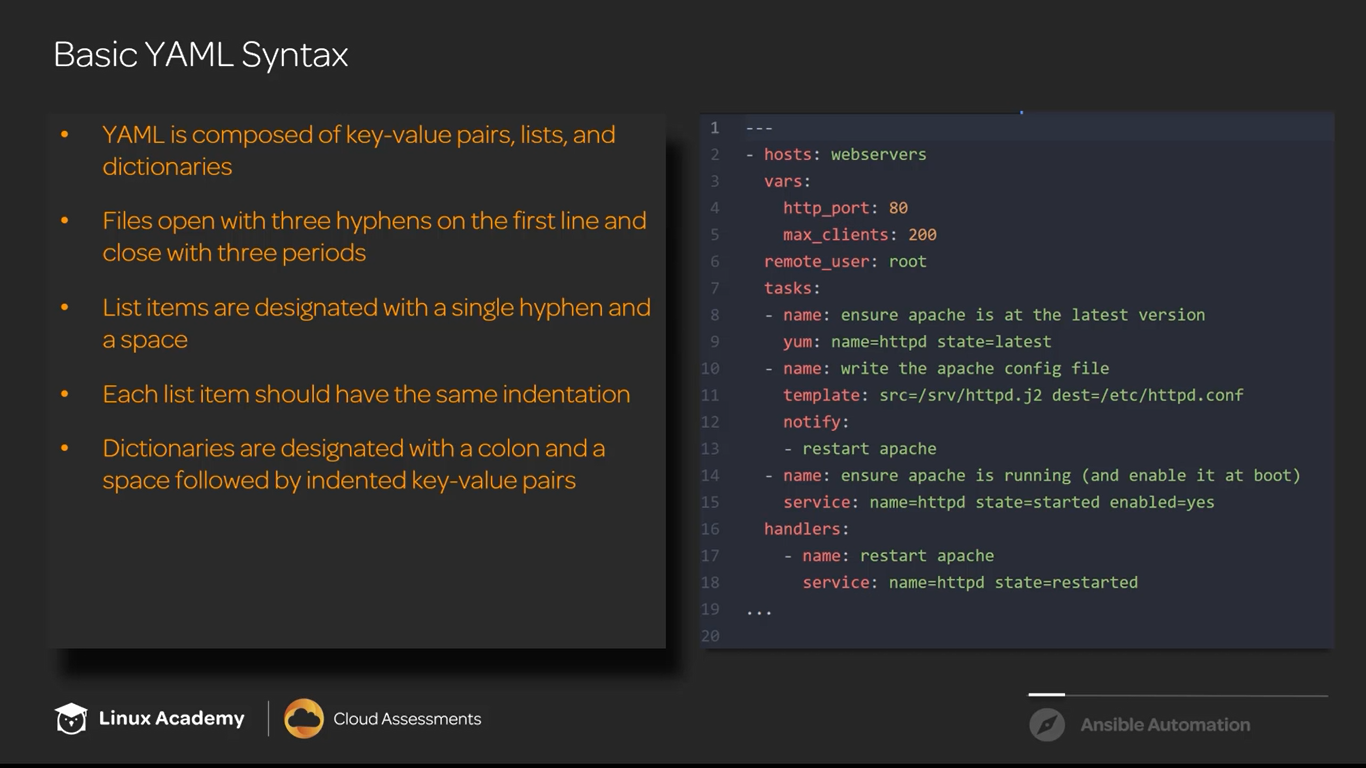 Basic YAML Syntax
• YAML is composed of key-value pairs, lists, and
dictionaries
• Files open with three hyphens on the first line and
close with three periods
• List items are designated with a single hyphen and
a space
• Each list item should have the same indentation
• Dictionaries are designated with a colon and a
space followed by indented key-value pairs
1 ---
2 - hosts: webservers
3   vars:
4     http_port: 80
5     max_clients: 200
6   remote_user: root
7   tasks:
8   - name: ensure apache is at the latest version
9     yum: name=httpd state=latest
10   - name: write the apache config file
11     template: src=/srv/httpd.j2 dest=/etc/httpd.conf
12     notify:
13     - restart apache
14   - name: ensure apache is running (and enable it at boot)
15     service: name=httpd state=started enabled=yes
16   handlers:
17     - name: restart apache
18       service: name=httpd state=restarted
19 ...
20
Linux Academy
Cloud Assessments
Ansible Automation